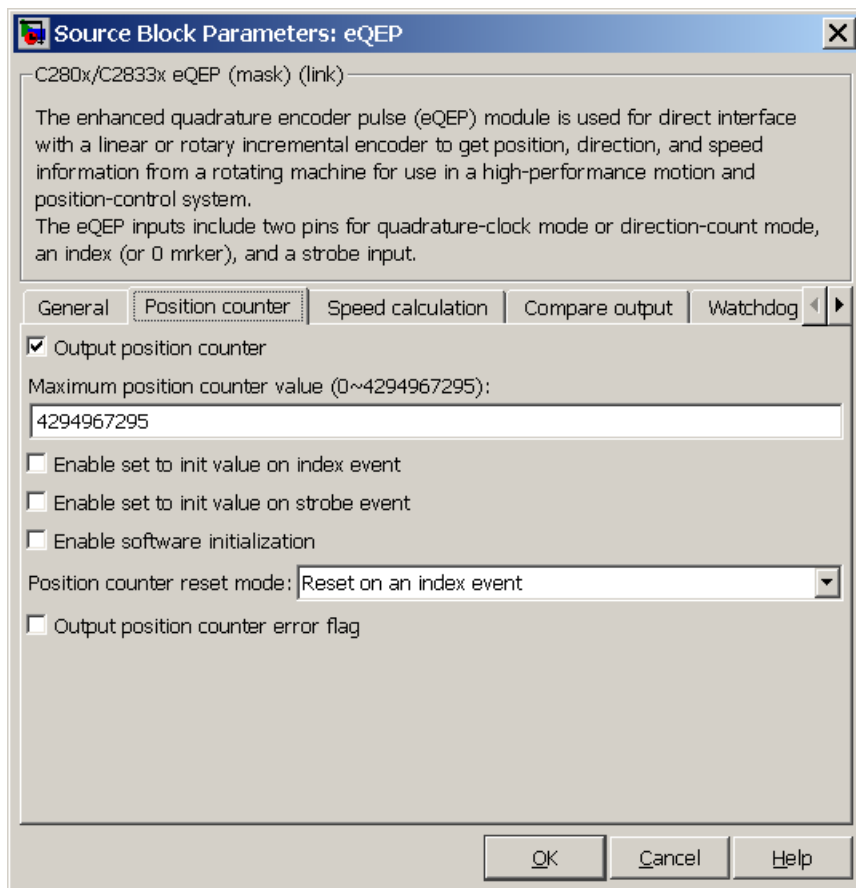 Source Block Parameters: eQEP
C280x/C2833x eQEP (mask) (link)
The enhanced quadrature encoder pulse (eQEP) module is used for direct interface
with a linear or rotary incremental encoder to get position, direction, and speed
information from a rotating machine for use in a high-performance motion and
position-control system.
The eQEP inputs include two pins for quadrature-clock mode or direction-count mode,
an index (or 0 mrker), and a strobe input.
General Position counter Speed calculation Compare output Watchdog
Output position counter
Maximum position counter value (0~4294967295):
4294967295
Enable set to init value on index event
Enable set to init value on strobe event
Enable software initialization
Position counter reset mode: Reset on an index event
Output position counter error flag
OK Cancel Help